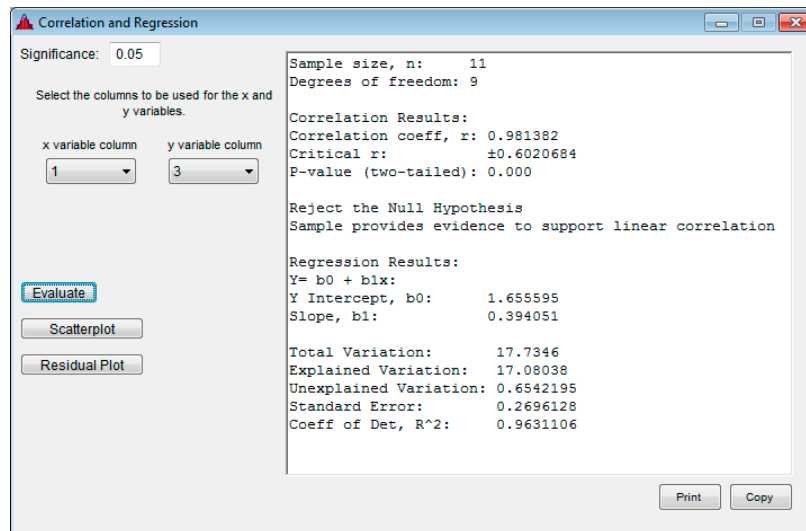 Correlation and Regression
Significance: 0.05
Select the columns to be used for the x and
y variables.
x variable column y variable column
1 3
Evaluate
Scatterplot
Residual Plot
Sample size, n: 11
Degrees of freedom: 9
Correlation Results:
Correlation coeff, r: 0.981382
Critical r: ±0.6020684
P-value (two-tailed): 0.000
Reject the Null Hypothesis
Sample provides evidence to support linear correlation
Regression Results:
Y= b0 + b1x:
Y Intercept, b0: 1.655595
Slope, b1: 0.394051
Total Variation: 17.7346
Explained Variation: 17.08038
Unexplained Variation: 0.6542195
Standard Error: 0.2696128
Coeff of Det, R^2: 0.9631106
Print Copy